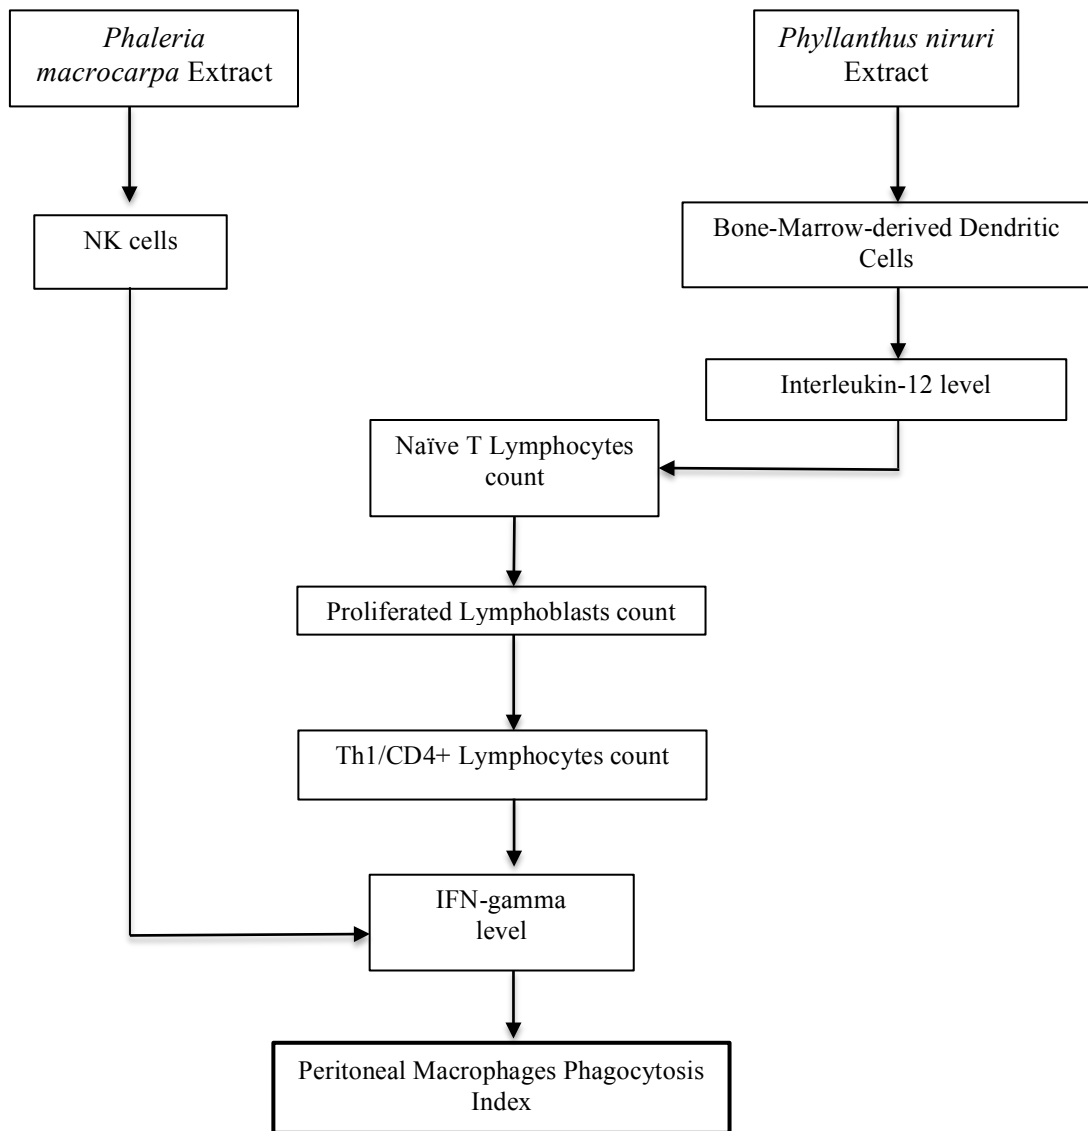 Phaleria
macrocarpa Extract
Phyllanthus niruri
Extract
NK cells
Bone-Marrow-derived Dendritic
Cells
Interleukin-12 level
Naïve T Lymphocytes
count
Proliferated Lymphoblasts count
Th1/CD4+ Lymphocytes count
IFN-gamma
level
Peritoneal Macrophages Phagocytosis
Index